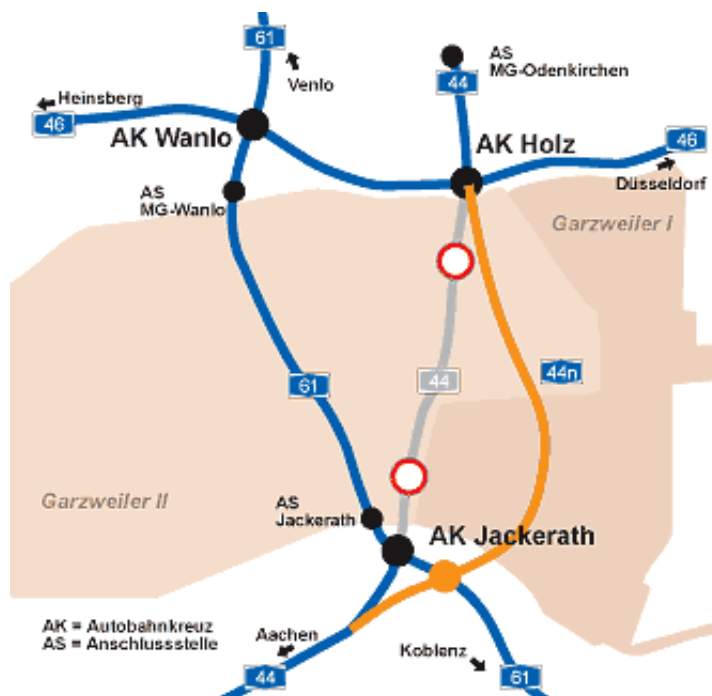 61
AS
MG-Odenkirchen
44
Venlo
Heinsberg
46
AK Wanlo
AK Holz
46
Düsseldorf
AS
MG-Wanlo
Garzweiler I
44n
61
44
Garzweiler II
AS
Jackerath
AK Jackerath
AK = Autobahnkreuz
AS = Anschlussstelle
Aachen
Koblenz
44
61